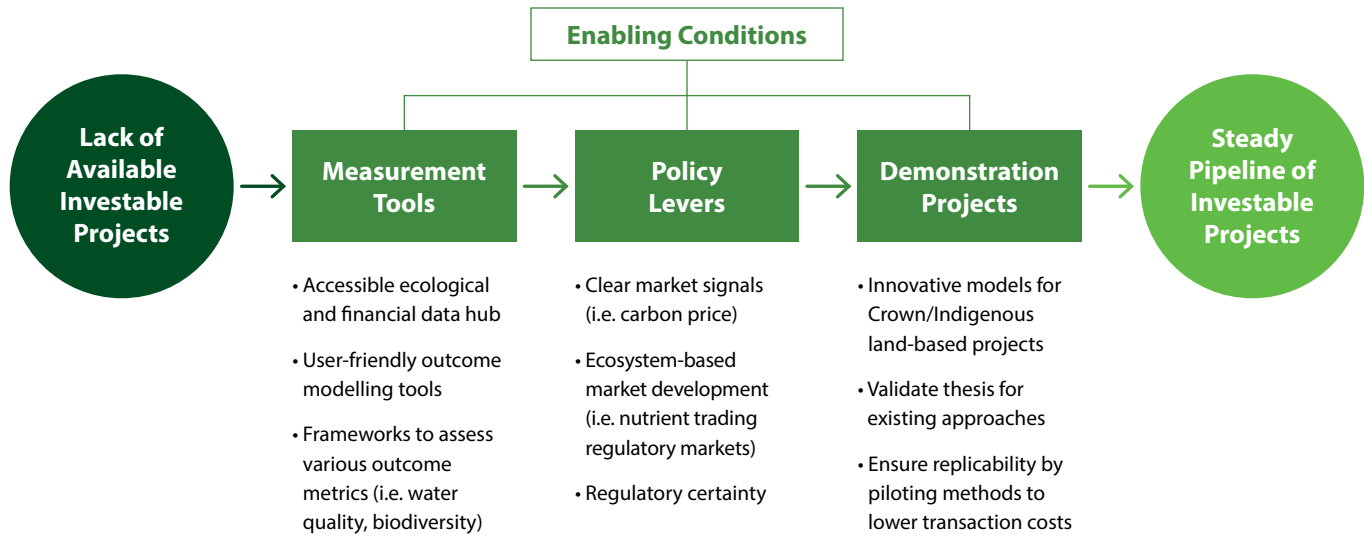 Enabling Conditions
Lack of
Available
Investable
Projects
Measurement
Tools
Policy
Levers
Demonstration
Projects
Steady
Pipeline of
Investable
Projects
• Accessible ecological
and financial data hub
• User-friendly outcome
modelling tools
• Frameworks to assess
various outcome
metrics (i.e. water
quality, biodiversity)
• Clear market signals
(i.e. carbon price)
• Ecosystem-based
market development
(i.e. nutrient trading
regulatory markets)
• Regulatory certainty
• Innovative models for
Crown/Indigenous
land-based projects
• Validate thesis for
existing approaches
• Ensure replicability by
piloting methods to
lower transaction costs